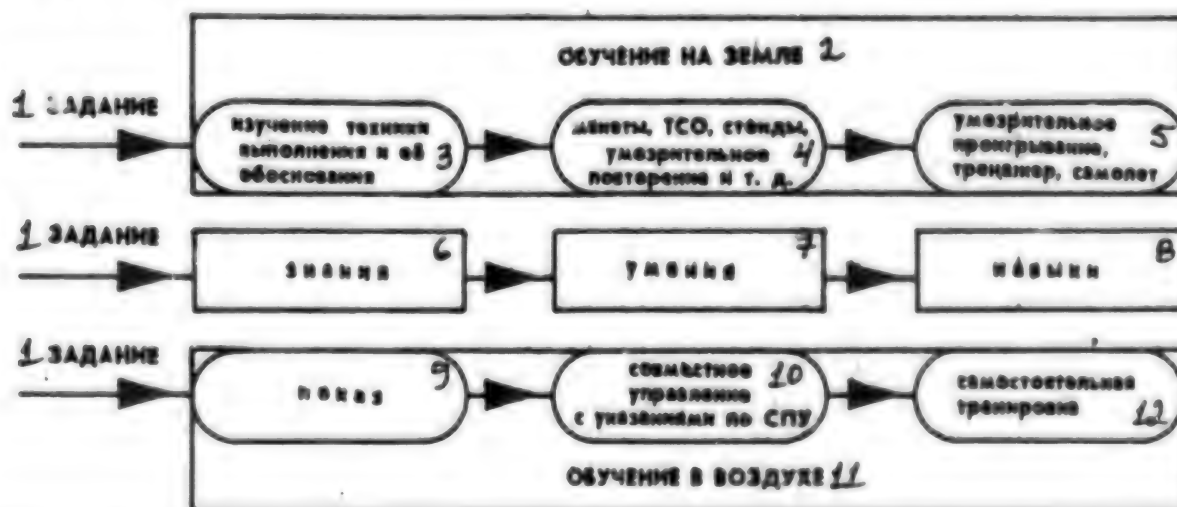 ОБУЧЕНИЕ НА ЗЕМЛЕ 2
1 ЗАДАНИЕ
изучение техники
выполнения и её 3
обоснования
макеты, ТСО, стенды,
умозрительное 4
повторение и т. д.
умозрительное 5
проигрывание,
тренажер, самолет
1 ЗАДАНИЕ
знания 6
умения 7
навыки 8
1 ЗАДАНИЕ
показ 9
совместное 10
управление
с указаниями по СПУ
самостоятельная
тренировка 12
ОБУЧЕНИЕ В ВОЗДУХЕ 11